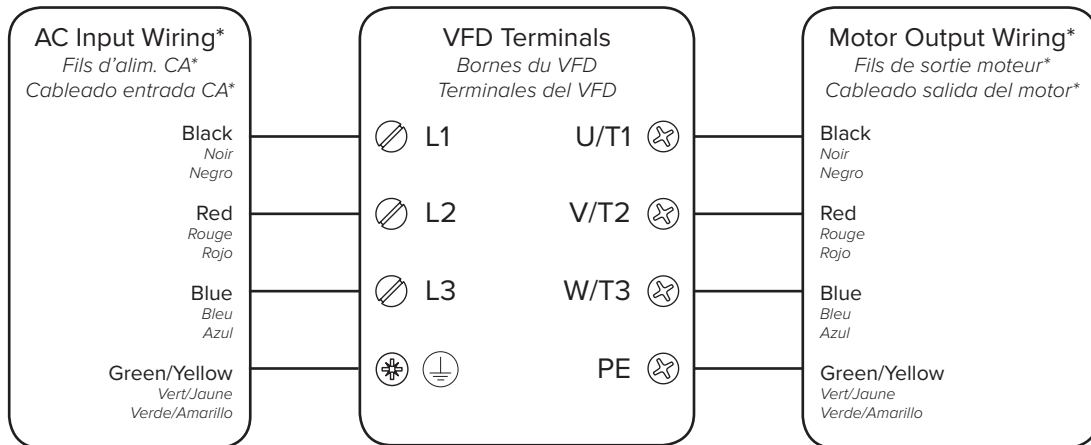 AC Input Wiring*
Fils d'alim. CA*
Cableado entrada CA*
Black
Noir
Negro
Red
Rouge
Rojo
Blue
Bleu
Azul
Green/Yellow
Vert/Jaune
Verde/Amarillo
VFD Terminals
Bornes du VFD
Terminales del VFD
L1
U/T1
L2
V/T2
L3
W/T3
PE
Motor Output Wiring*
Fils de sortie moteur*
Cableado salida del motor*
Black
Noir
Negro
Red
Rouge
Rojo
Blue
Bleu
Azul
Green/Yellow
Vert/Jaune
Verde/Amarillo